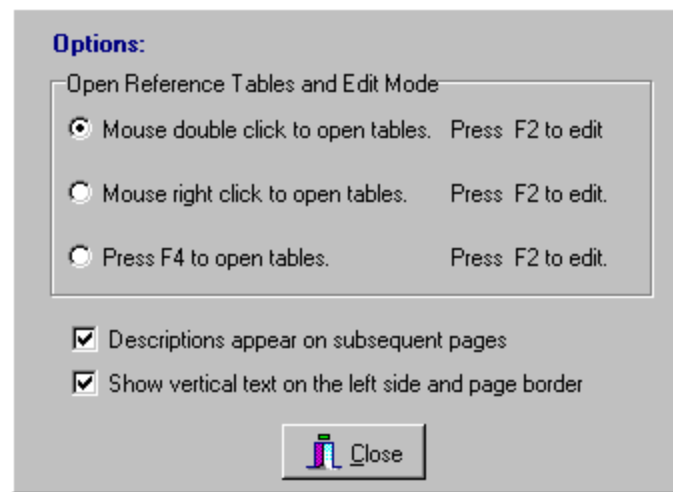 Options:
Open Reference Tables and Edit Mode
Mouse double click to open tables. Press F2 to edit
Mouse right click to open tables. Press F2 to edit.
Press F4 to open tables. Press F2 to edit.
Descriptions appear on subsequent pages
Show vertical text on the left side and page border
Close